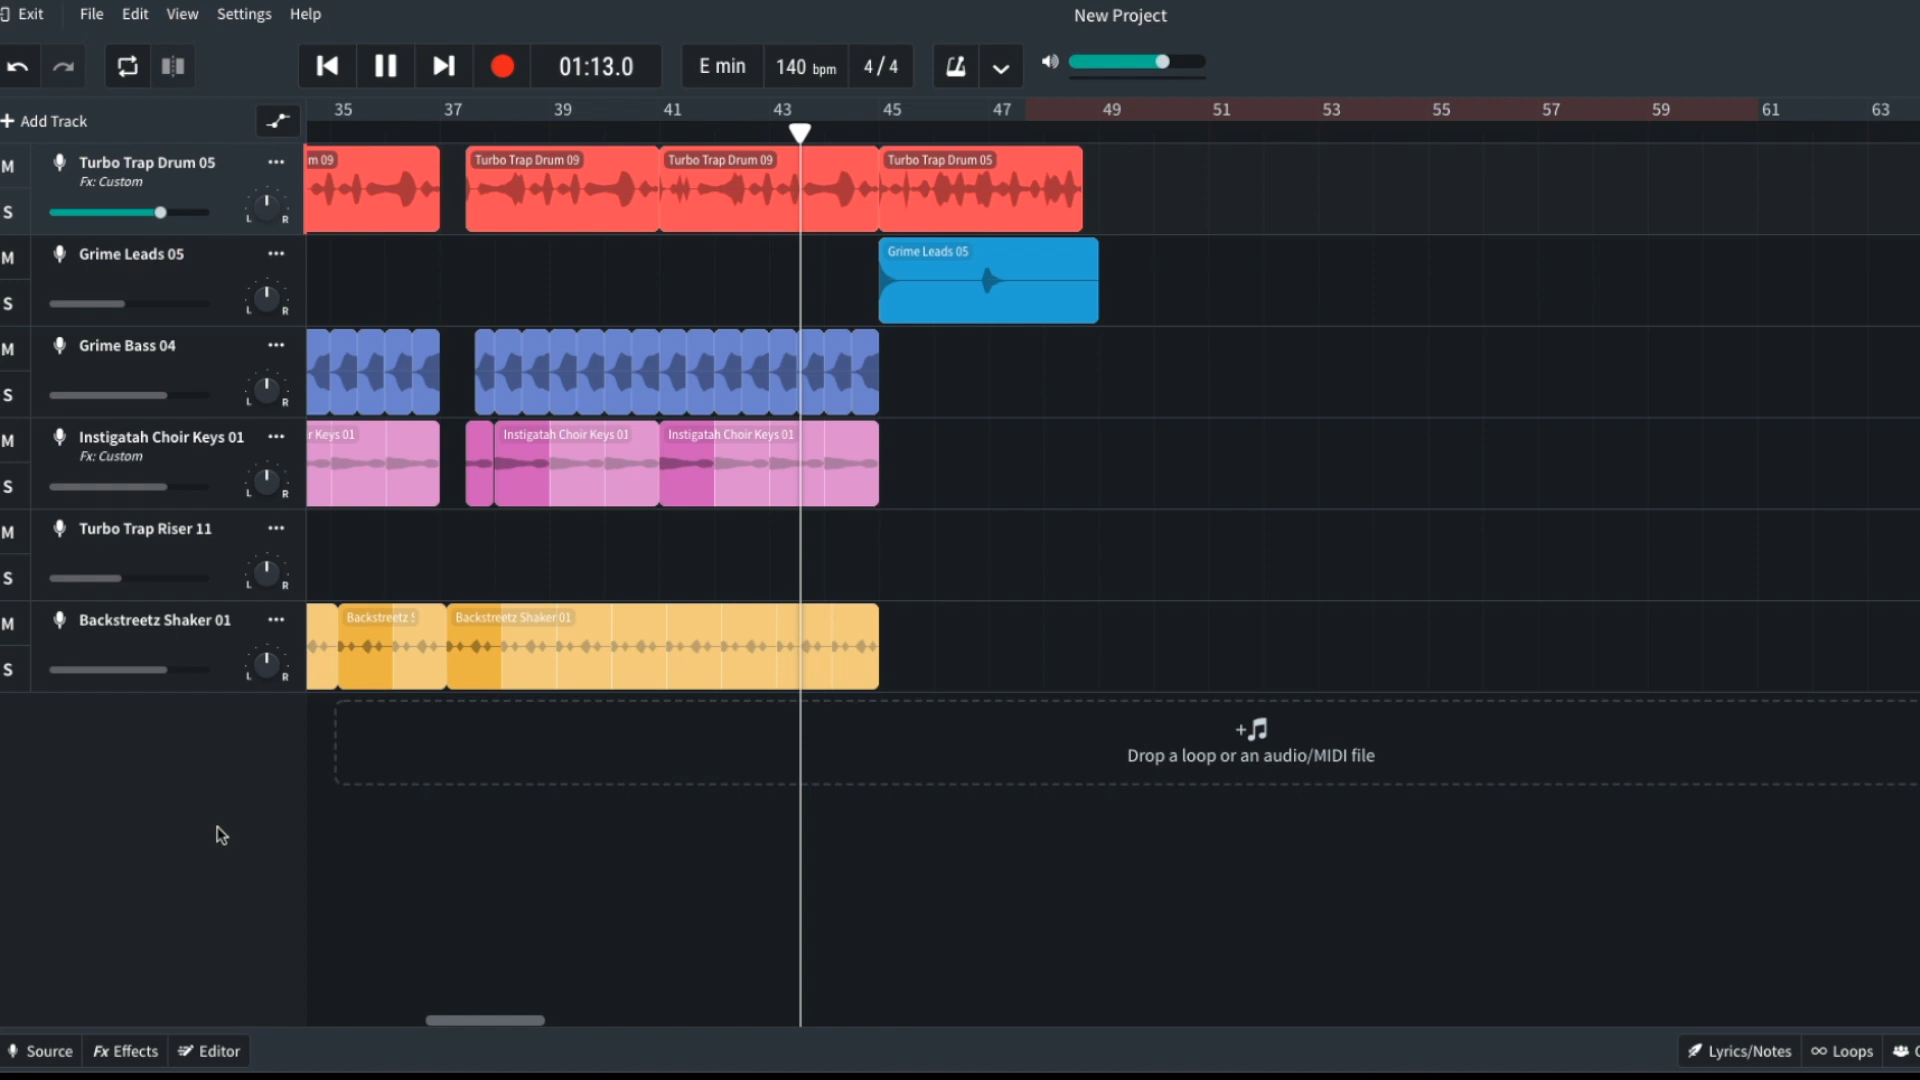 Exit File Edit View Settings Help New Project
01:13.0 E min 140 bpm 4/4
+ Add Track 35 37 39 41 43 45 47 49 51 53 55 57 59 61 63
M Turbo Trap Drum 05 ••• m 09 Turbo Trap Drum 09 Turbo Trap Drum 09 Turbo Trap Drum 05
Fx: Custom
S L R
M Grime Leads 05 ••• Grime Leads 05
S L R
M Grime Bass 04 •••
S L R
M Instigatah Choir Keys 01 ••• r Keys 01 Instigatah Choir Keys 01 Instigatah Choir Keys 01
Fx: Custom
S L R
M Turbo Trap Riser 11 •••
S L R
M Backstreetz Shaker 01 ••• Backstreetz Backstreetz Shaker 01
S L R
+
Drop a loop or an audio/MIDI file
Source Fx Effects Editor Lyrics/Notes Loops